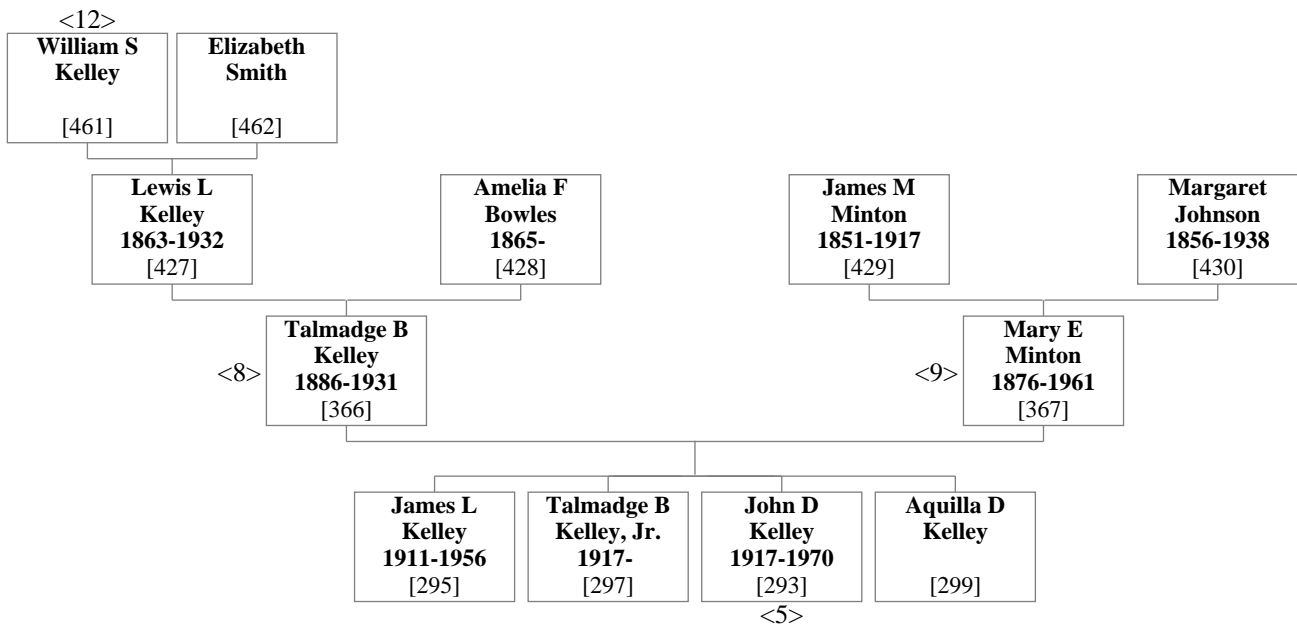 <12>
William S
Kelley
[461]
Elizabeth
Smith
[462]
Lewis L
Kelley
1863-1932
[427]
Amelia F
Bowles
1865-
[428]
James M
Minton
1851-1917
[429]
Margaret
Johnson
1856-1938
[430]
<8>
Talmadge B
Kelley
1886-1931
[366]
<9>
Mary E
Minton
1876-1961
[367]
James L
Kelley
1911-1956
[295]
Talmadge B
Kelley, Jr.
1917-
[297]
John D
Kelley
1917-1970
[293]
<5>
Aquilla D
Kelley
[299]